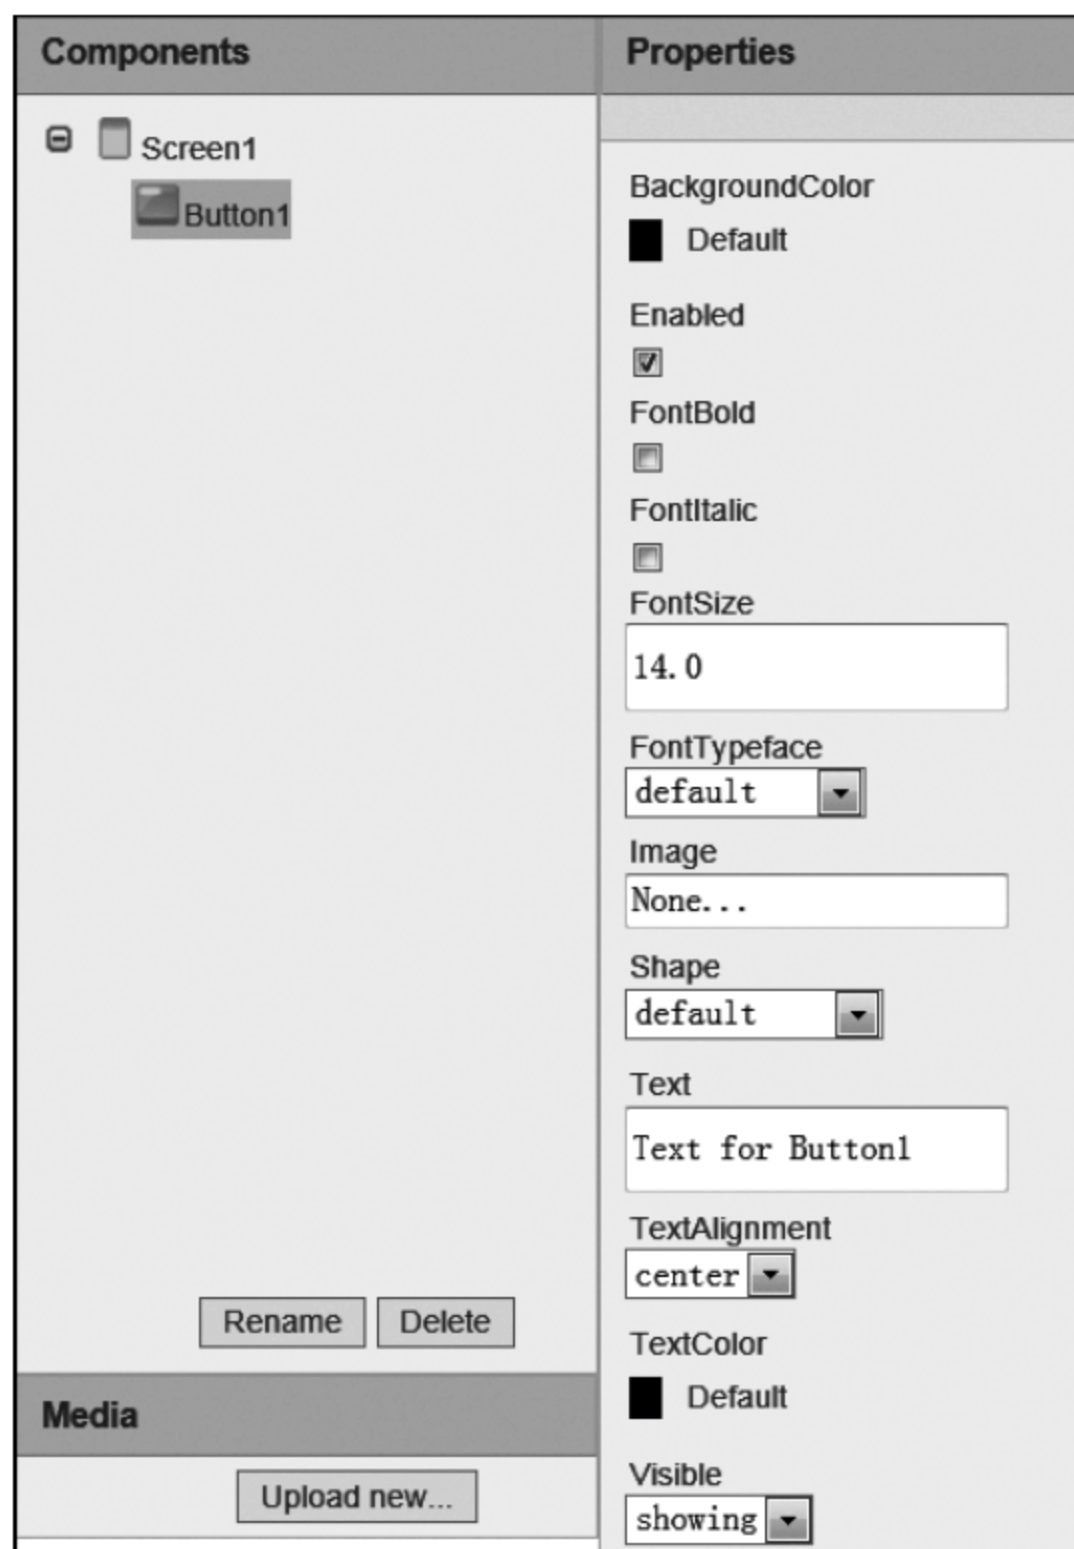 Components
Screen1
Button1
Rename
Delete
Media
Upload new...
Properties
BackgroundColor
Default
Enabled
FontBold
FontItalic
FontSize
14.0
FontTypeface
default
Image
None...
Shape
default
Text
Text for Button1
TextAlignment
center
TextColor
Default
Visible
showing